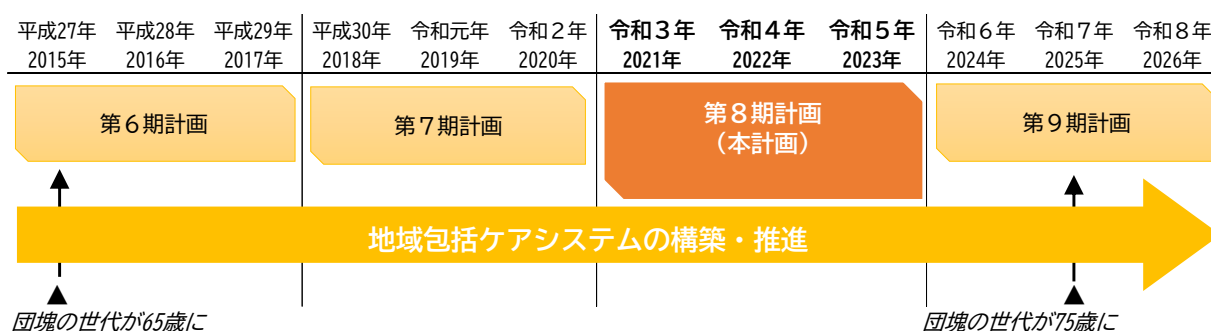 平成27年 平成28年 平成29年 平成30年 令和元年 令和２年 令和３年 令和４年 令和５年 令和６年 令和７年 令和８年
2015年 2016年 2017年 2018年 2019年 2020年 2021年 2022年 2023年 2024年 2025年 2026年
第６期計画
第７期計画
第８期計画
（本計画）
第９期計画
地域包括ケアシステムの構築・推進
団塊の世代が65歳に
団塊の世代が75歳に